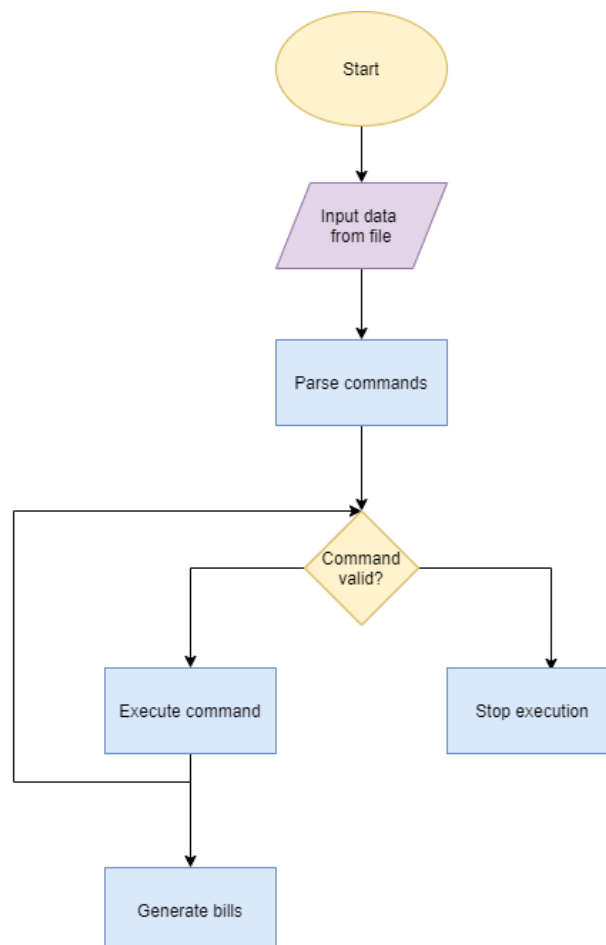 Start
Input data
from file
Parse commands
Command
valid?
Execute command
Stop execution
Generate bills